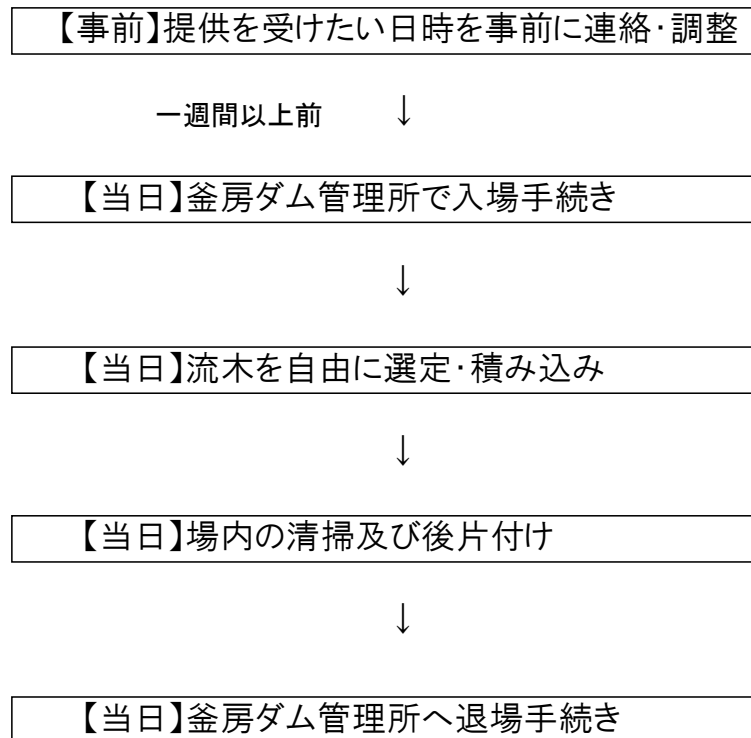 【事前】提供を受けたい日時を事前に連絡・調整
一週間以上前 ↓
【当日】釜房ダム管理所で入場手続き
↓
【当日】流木を自由に選定・積み込み
↓
【当日】場内の清掃及び後片付け
↓
【当日】釜房ダム管理所へ退場手続き